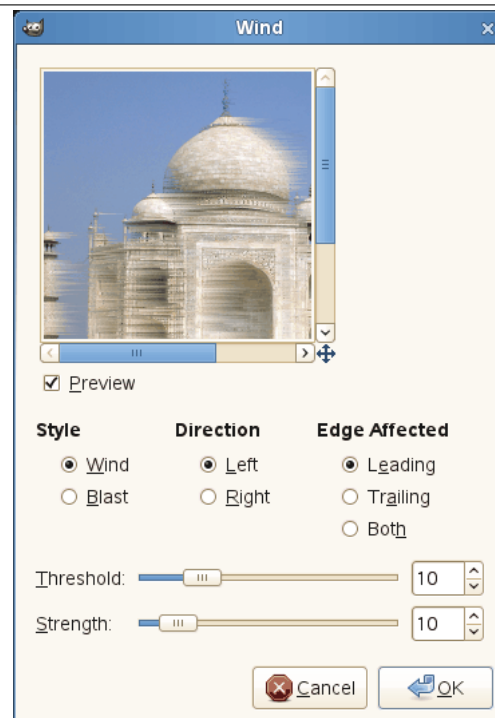 Wind
Preview
Style Direction Edge Affected
Wind Left Leading
Blast Right Trailing
Both
Threshold: 10
Strength: 10
Cancel OK